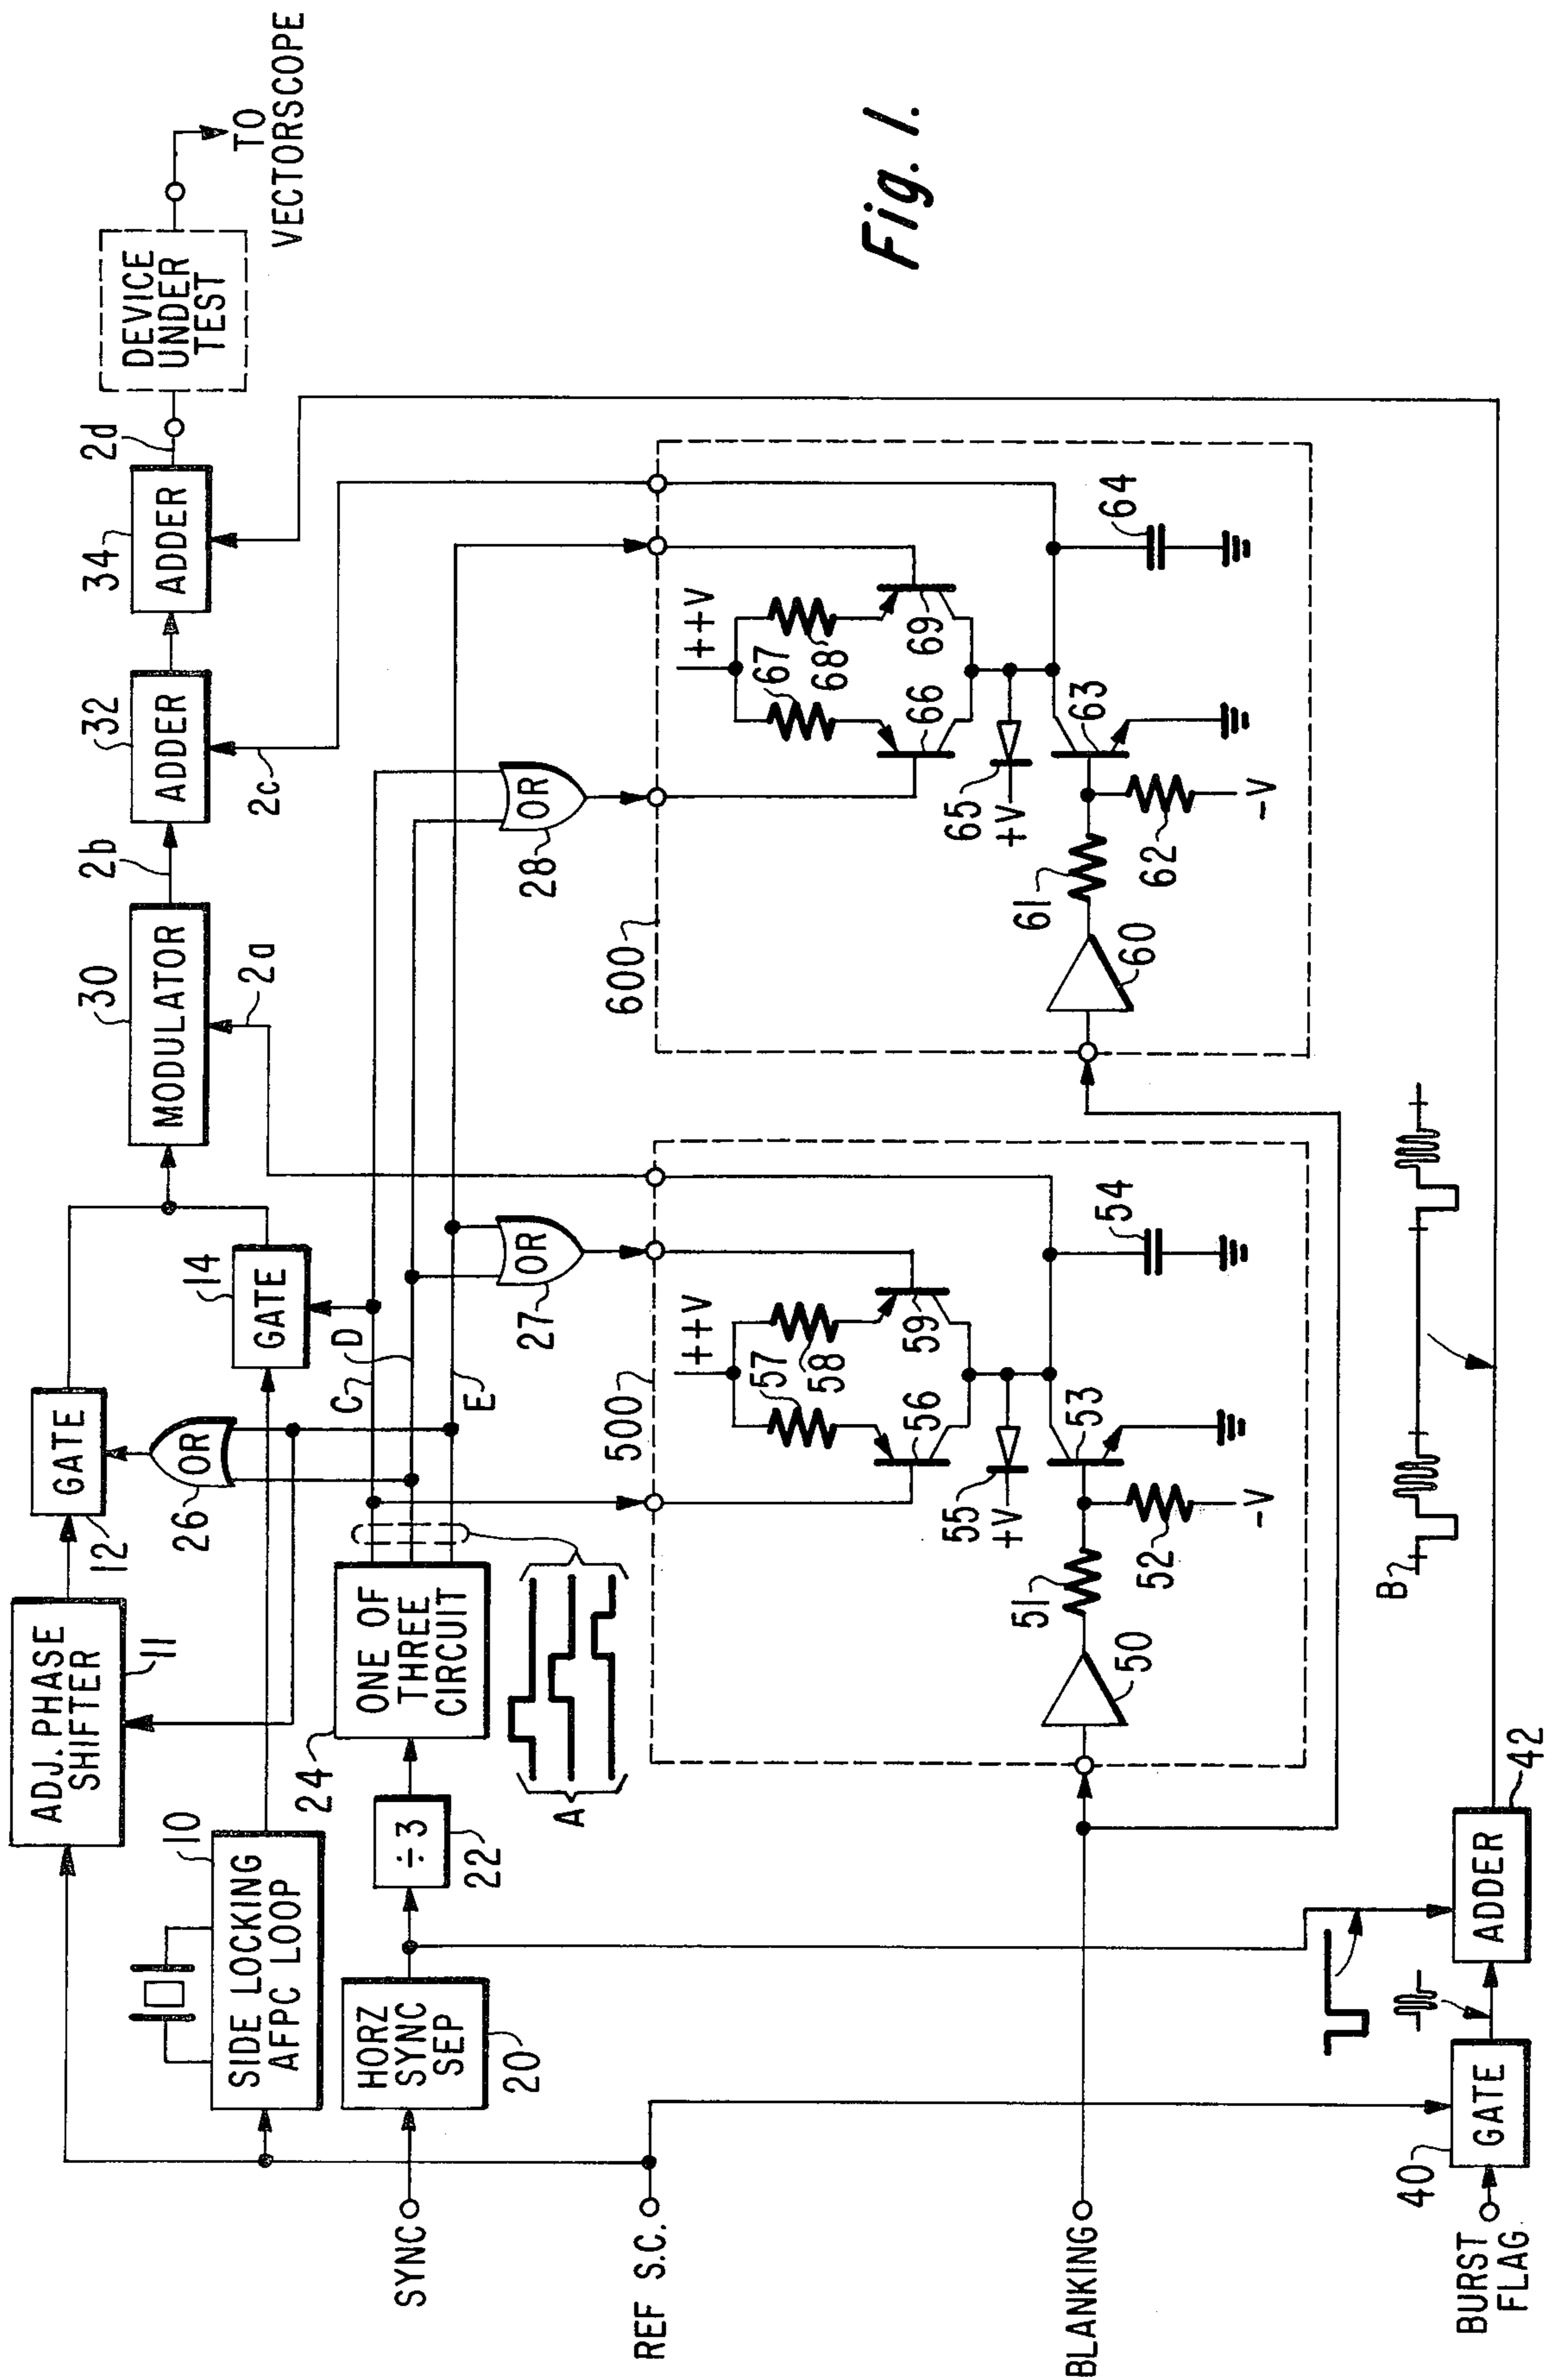 ADJ. PHASE
SHIFTER
11
GATE
12
OR
26
GATE
14
10
SIDE LOCKING
AFPC LOOP
SYNC
HORZ
SYNC
SEP
20
÷ 3
22
ONE OF
THREE
CIRCUIT
24
A
C
D
E
OR
27
OR
28
MODULATOR
30
2a
2b
ADDER
32
2c
ADDER
34
2d
DEVICE
UNDER
TEST
TO
VECTORSCOPE
REF S.C.
500
++V
57
58
56
59
55
+V
53
54
51
52
-V
50
600
++V
67
68
66
69
65
+V
63
64
61
62
-V
60
BLANKING
BURST
FLAG
GATE
40
ADDER
42
B
Fig. 1.